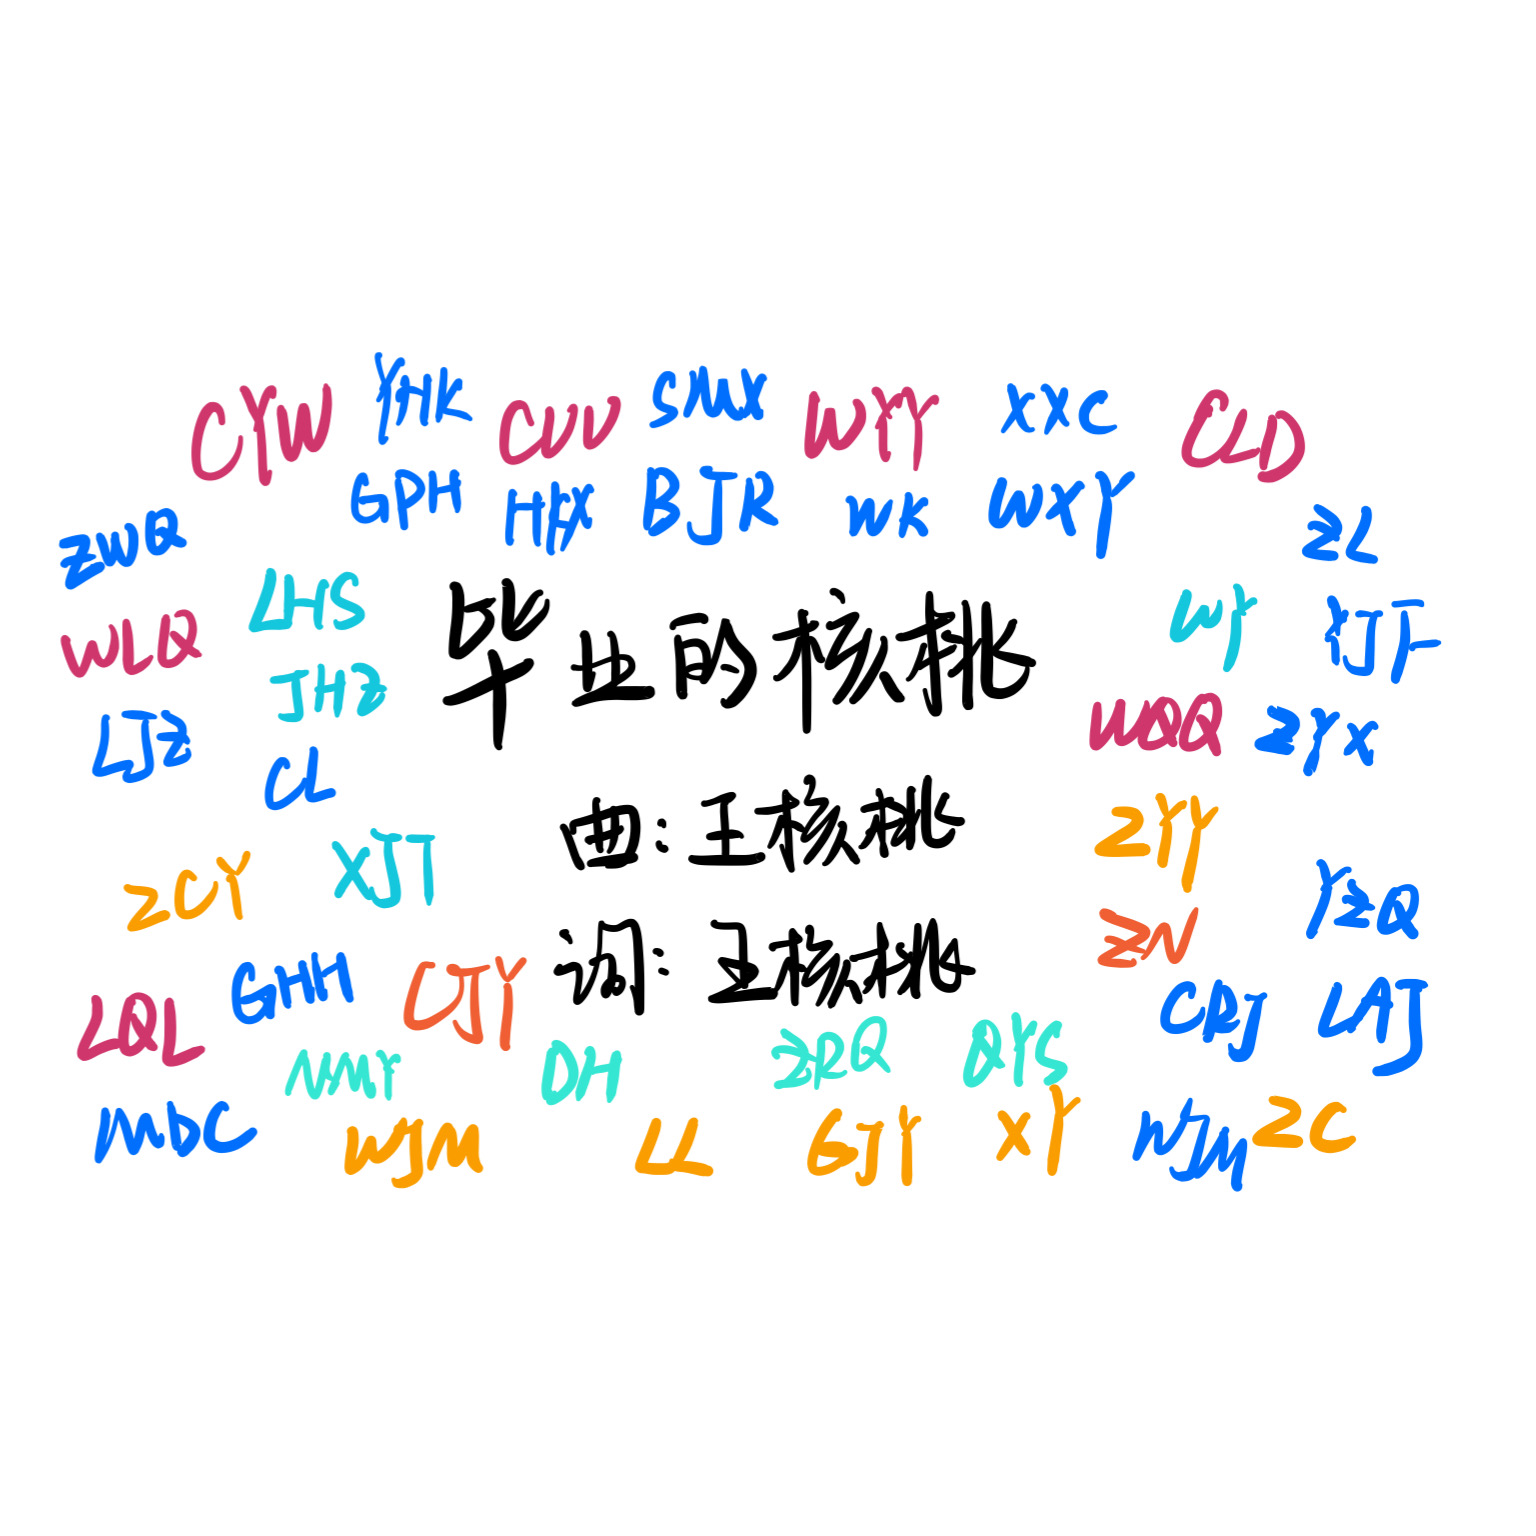 CYW YHK CUU SMX WYY XXC CLD
GPH HHX BJR WK WXY
ZWQ ZL
LHS WY YJF
WLQ
毕业的核桃
JHZ
LJZ WQQ ZYX
CL
曲：王核桃
ZYY
XJT
ZCY YZQ
ZN
词：王核桃
GHH CJY
LQL CRJ LAJ
NMY DH ZRQ QYS
MDC WJM LL GJY XY WJM ZC